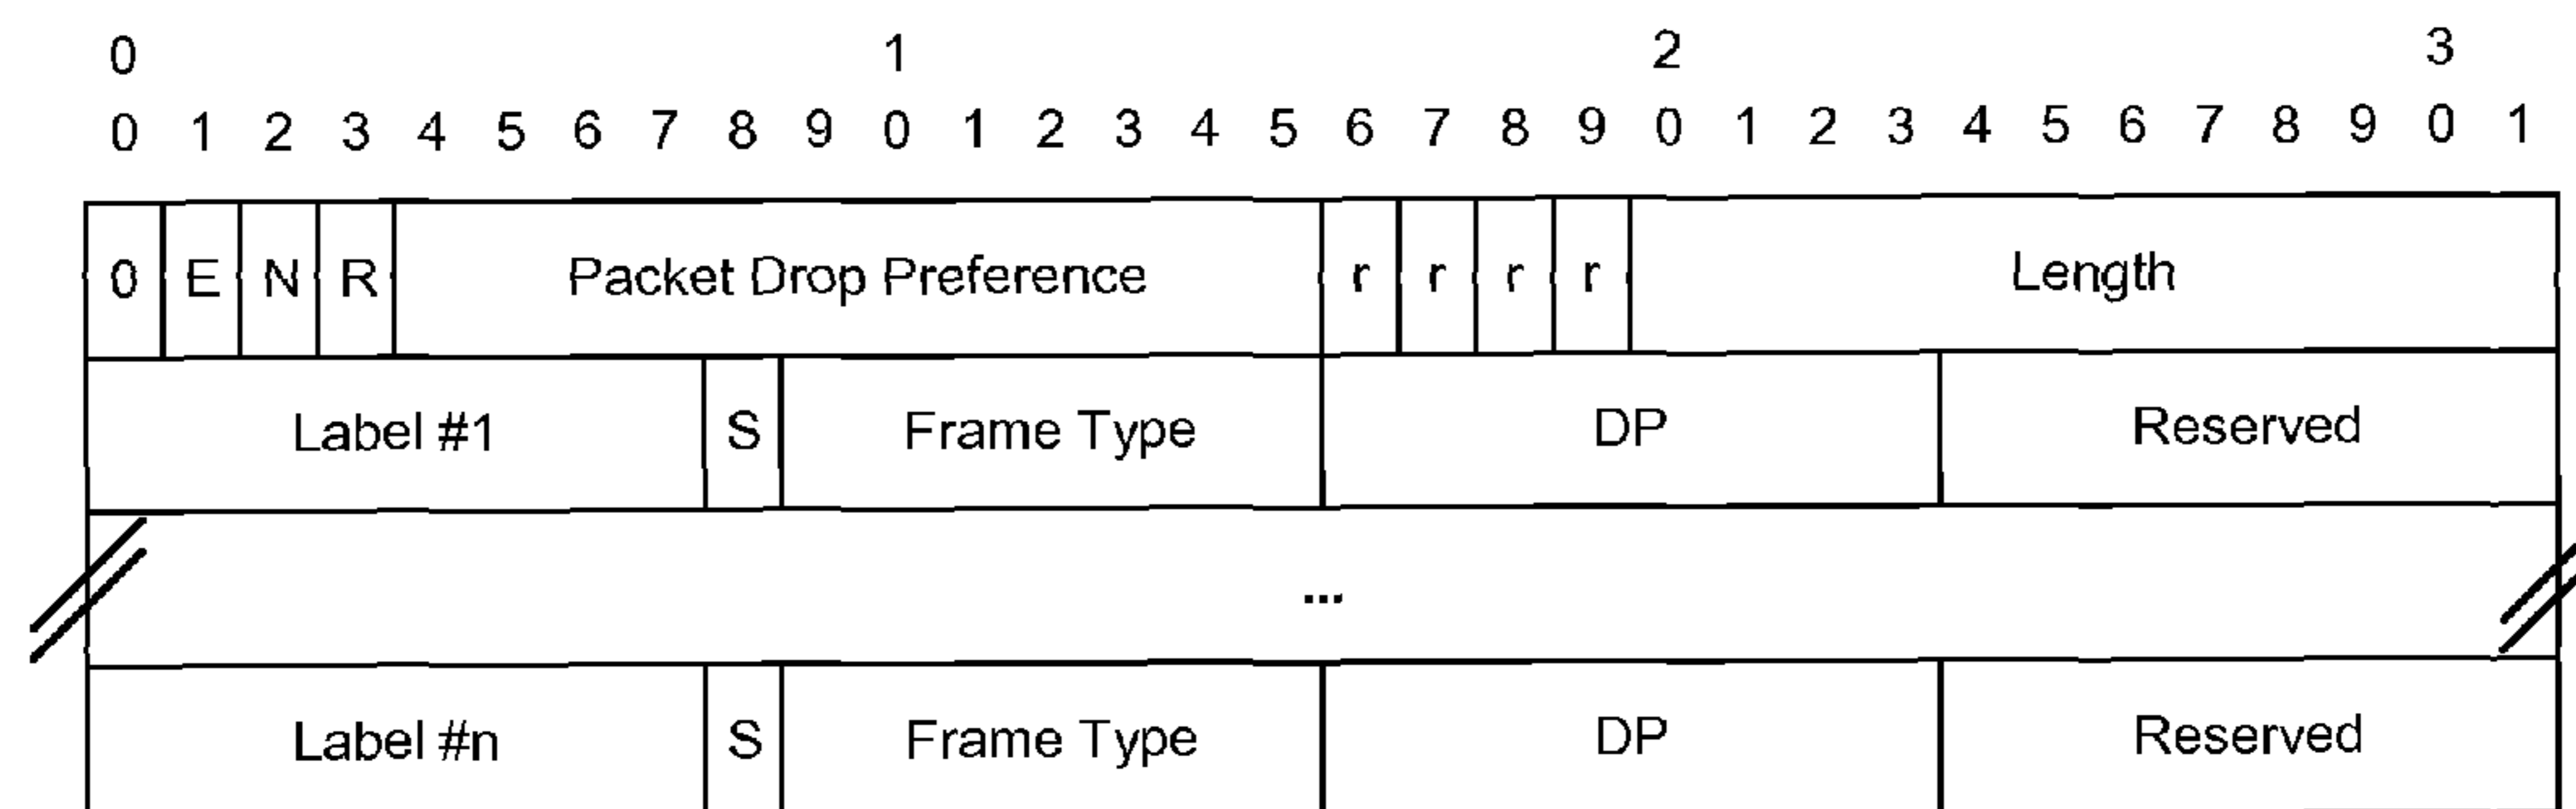 0 1 2 3
0 1 2 3 4 5 6 7 8 9 0 1 2 3 4 5 6 7 8 9 0 1 2 3 4 5 6 7 8 9 0 1
0 E N R Packet Drop Preference r r r r Length
Label #1 S Frame Type DP Reserved
...
Label #n S Frame Type DP Reserved